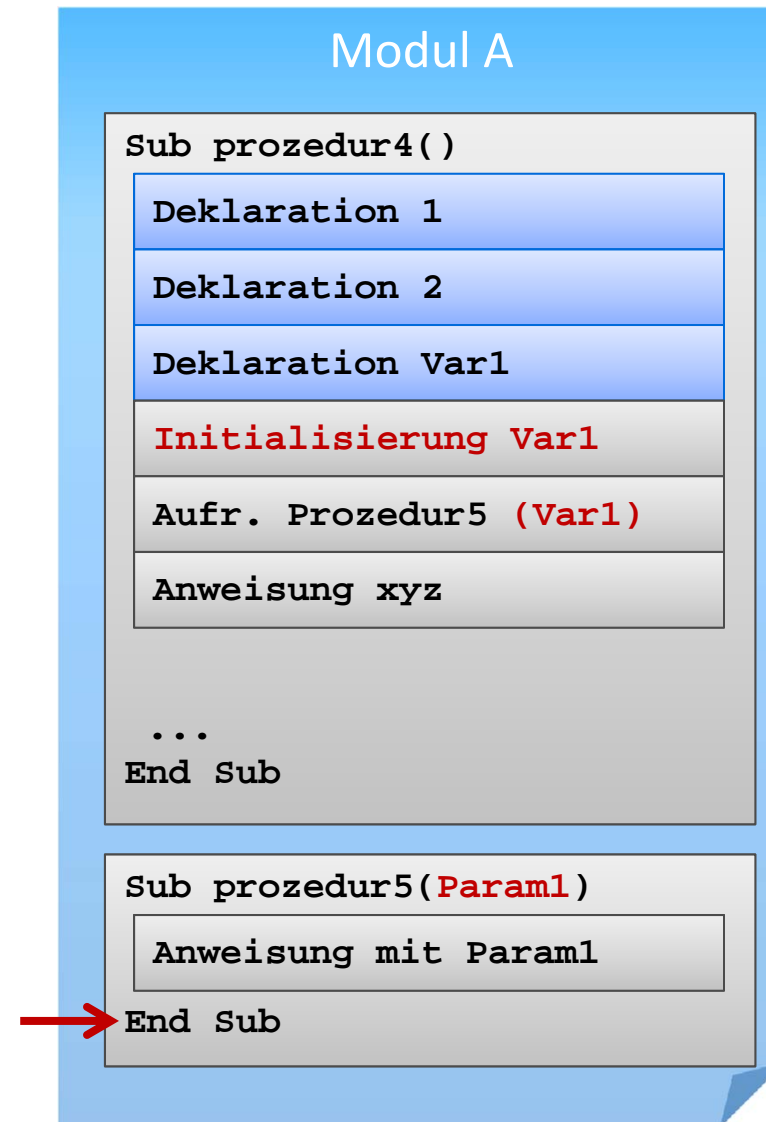 Modul A
Sub prozedur4()
Deklaration 1
Deklaration 2
Deklaration Var1
Initialisierung Var1
Aufr. Prozedur5 (Var1)
Anweisung xyz
...
End Sub
Sub prozedur5(Param1)
Anweisung mit Param1
End Sub